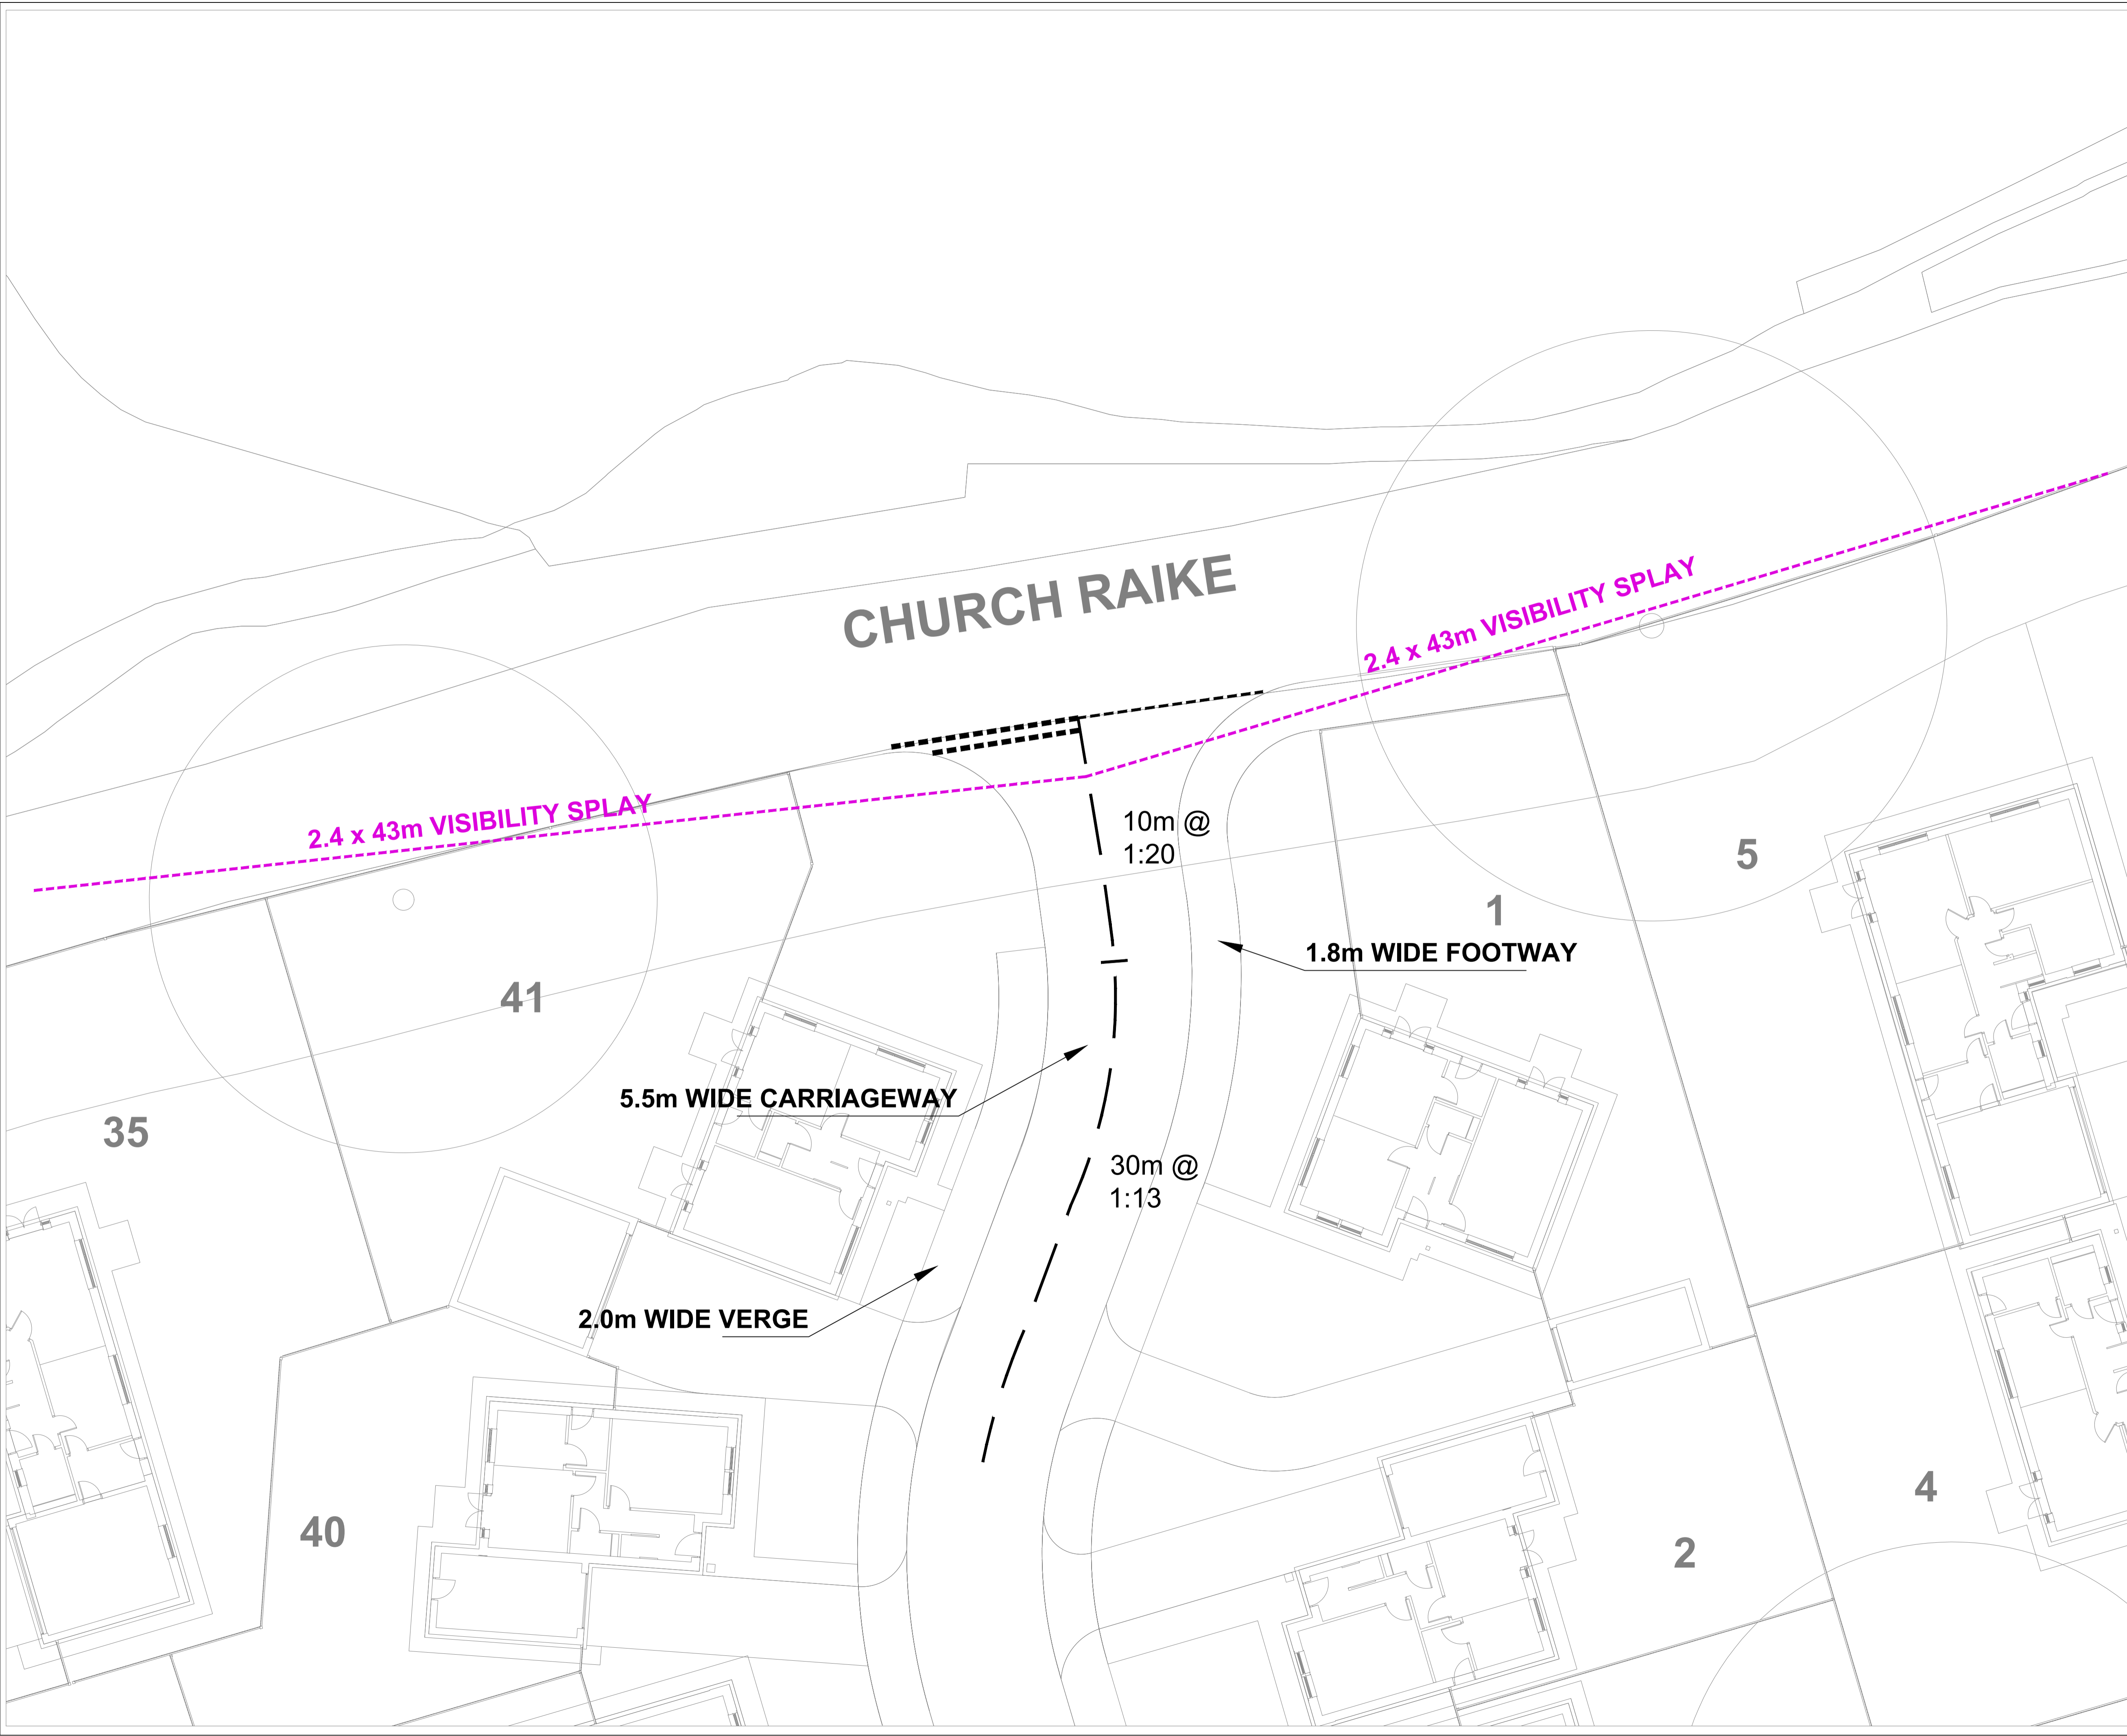 CHURCH RAIKE
2.4 x 43m VISIBILITY SPLAY
2.4 x 43m VISIBILITY SPLAY
10m @
1:20
5
1
1.8m WIDE FOOTWAY
41
5.5m WIDE CARRIAGEWAY
35
30m @
1:13
2.0m WIDE VERGE
4
40
2